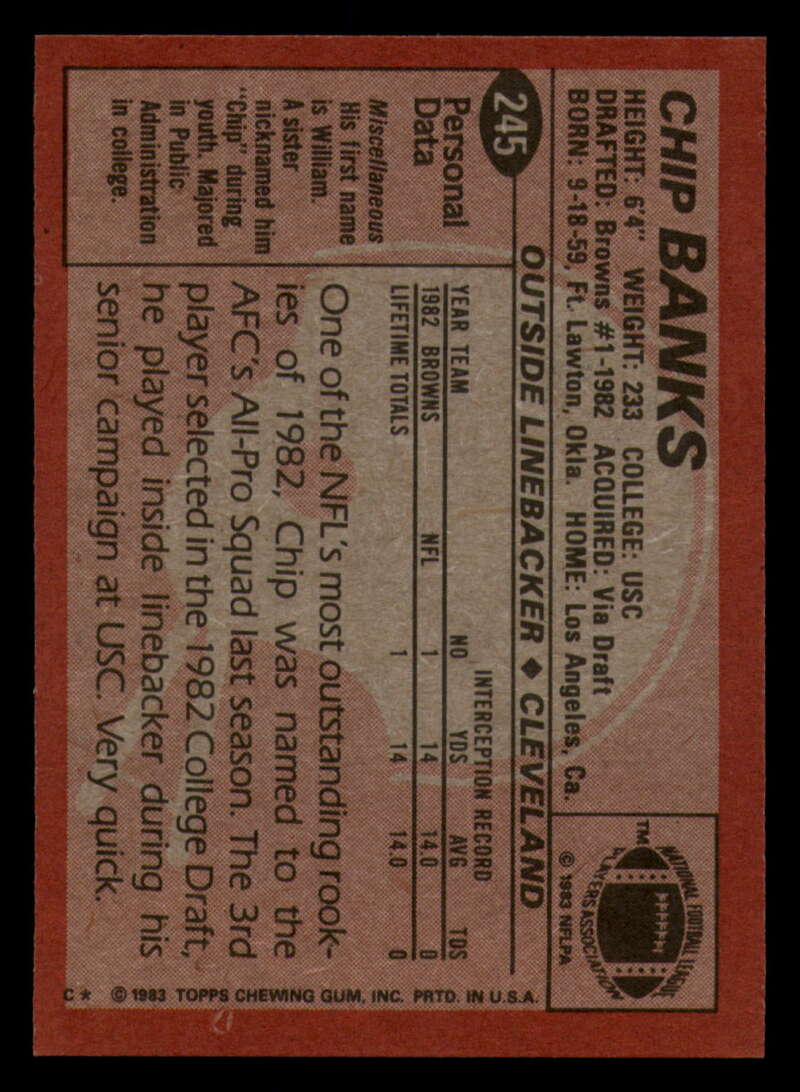 CHIP BANKS
HEIGHT: 6'4" WEIGHT: 233 COLLEGE: USC
DRAFTED: Browns #1-1982 ACQUIRED: Via Draft
BORN: 9-18-59, Ft. Lawton, Okla. HOME: Los Angeles, Ca.
NATIONAL FOOTBALL LEAGUE
PLAYERS ASSOCIATION
TM
© 1983 NFLPA
245
OUTSIDE LINEBACKER ♦ CLEVELAND
Personal
Data
Miscellaneous
His first name
is William.
A sister
nicknamed him
"Chip" during
youth. Majored
in Public
Administration
in college.
INTERCEPTION RECORD
YEAR TEAM NO YDS AVG TDS
1982 BROWNS NFL 1 14 14.0 0
LIFETIME TOTALS 1 14 14.0 0
One of the NFL's most outstanding rook-
ies of 1982, Chip was named to the
AFC's All-Pro Squad last season. The 3rd
player selected in the 1982 College Draft,
he played inside linebacker during his
senior campaign at USC. Very quick.
C* © 1983 TOPPS CHEWING GUM, INC. PRTD. IN U.S.A.